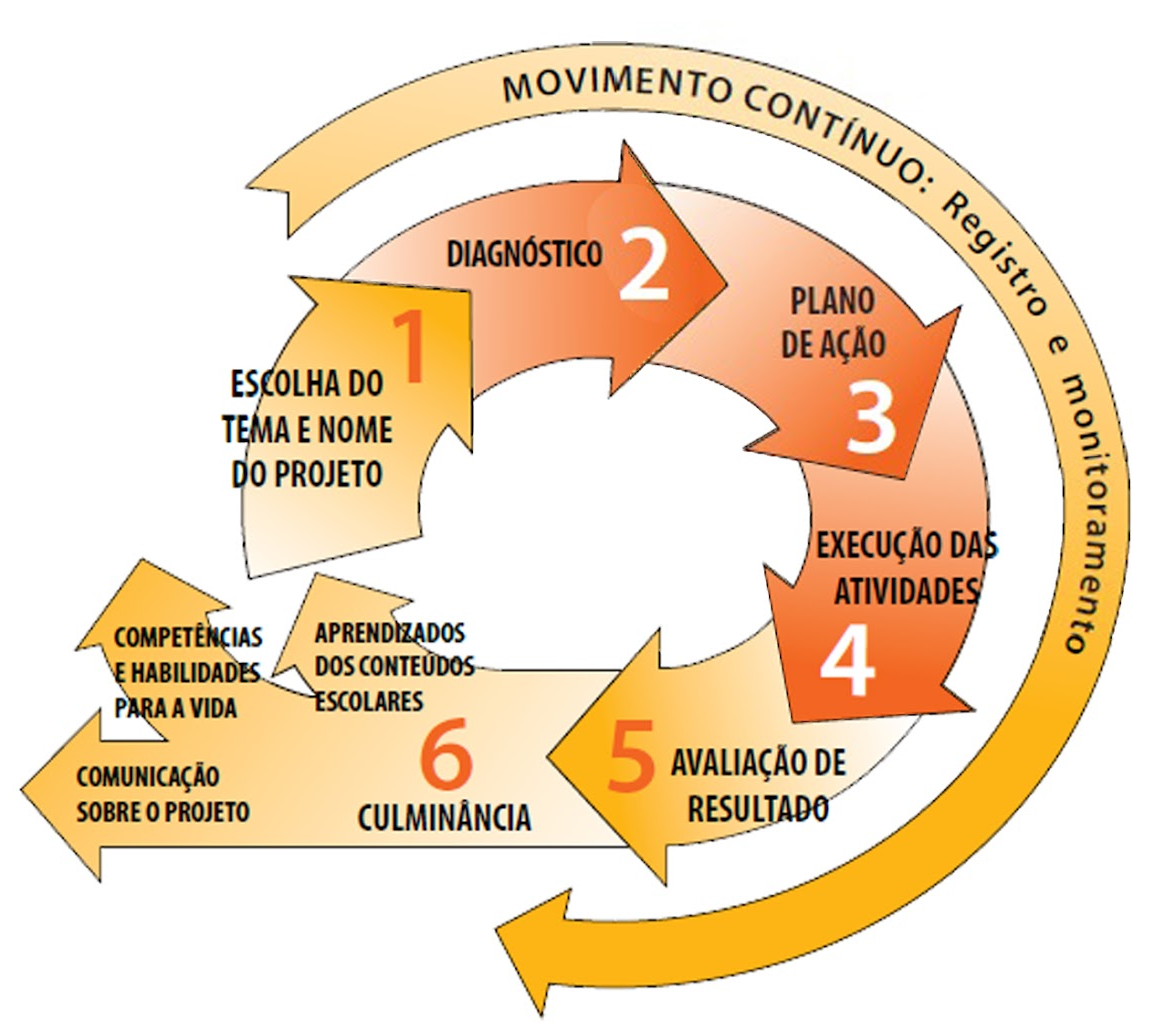 MOVIMENTO CONTÍNUO: Registro e monitoramento
1
ESCOLHA DO
TEMA E NOME
DO PROJETO
DIAGNÓSTICO 2
PLANO
DE AÇÃO
3
EXECUÇÃO DAS
ATIVIDADES
4
5 AVALIAÇÃO DE
RESULTADO
6
CULMINÂNCIA
APRENDIZADOS
DOS CONTEÚDOS
ESCOLARES
COMPETÊNCIAS
E HABILIDADES
PARA A VIDA
COMUNICAÇÃO
SOBRE O PROJETO